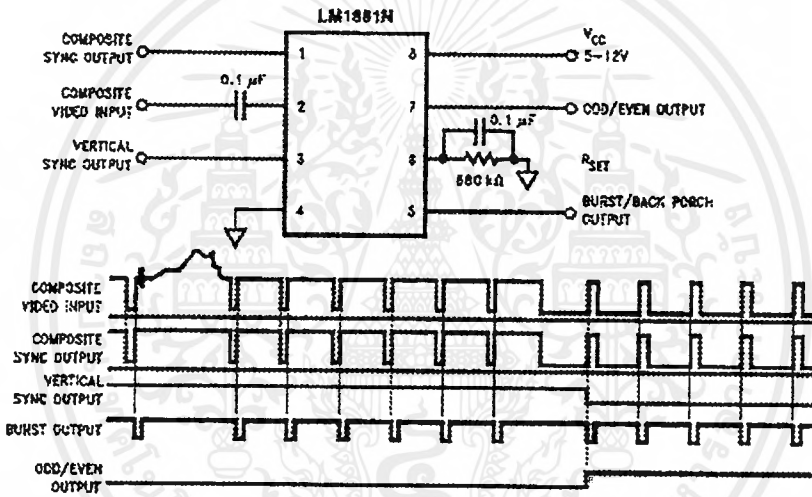 LM1881N
COMPOSITE
SYNC OUTPUT
1
8
VCC
5-12V
0.1 µF
COMPOSITE
VIDEO INPUT
2
7
ODD/EVEN OUTPUT
0.1 µF
VERTICAL
SYNC OUTPUT
3
6
680 kΩ
RSET
4
5
BURST/BACK PORCH
OUTPUT
COMPOSITE
VIDEO INPUT
COMPOSITE
SYNC OUTPUT
VERTICAL
SYNC OUTPUT
BURST OUTPUT
ODD/EVEN
OUTPUT